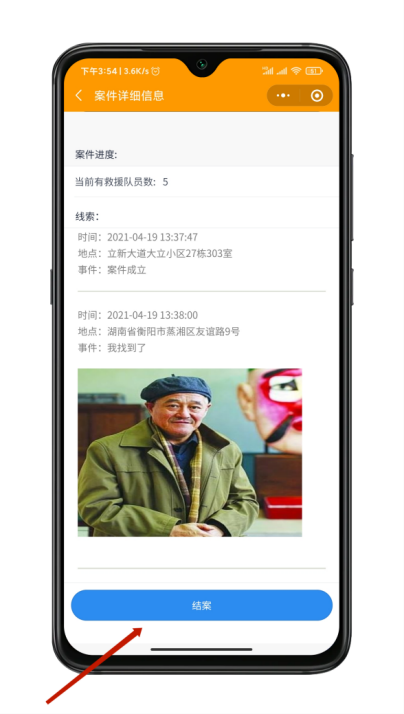 下午3:54 | 3.6K/s
案件详细信息
案件进度:
当前有救援队员数: 5
线索:
时间: 2021-04-19 13:37:47
地点: 立新大道大立小区27栋303室
事件: 案件成立
时间: 2021-04-19 13:38:00
地点: 湖南省衡阳市蒸湘区友谊路9号
事件: 我找到了
结案